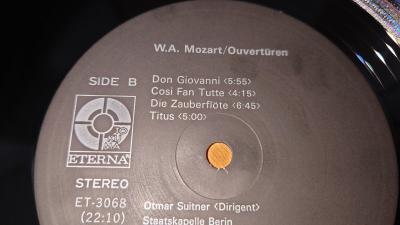 W.A. Mozart/Ouvertüren
SIDE B
Don Giovanni <5:55>
Cosi Fan Tutte <4:15>
Die Zauberflöte <6:45>
Titus <5:00>
ETERNA
STEREO
ET-3068
(22:10)
Otmar Suitner <Dirigent>
Staatskapelle Berlin